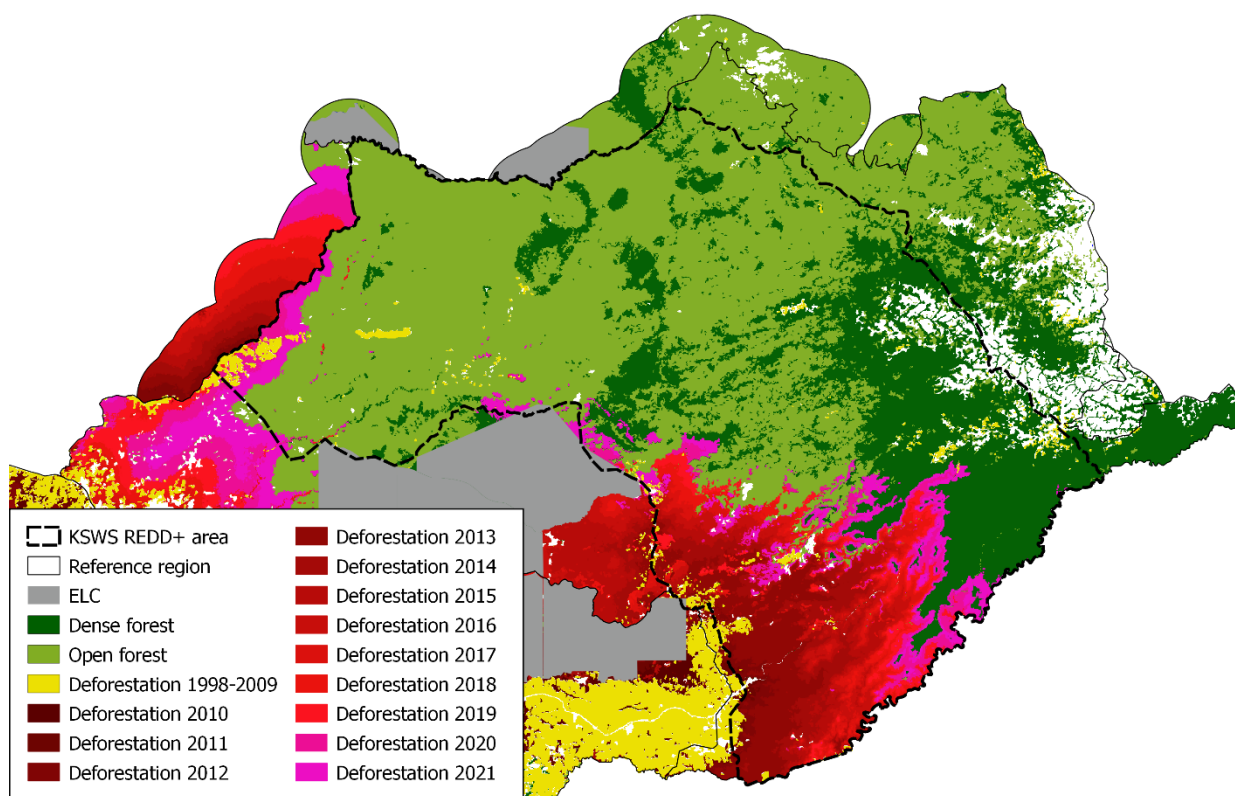 KSWS REDD+ area
Reference region
ELC
Dense forest
Open forest
Deforestation 1998-2009
Deforestation 2010
Deforestation 2011
Deforestation 2012
Deforestation 2013
Deforestation 2014
Deforestation 2015
Deforestation 2016
Deforestation 2017
Deforestation 2018
Deforestation 2019
Deforestation 2020
Deforestation 2021